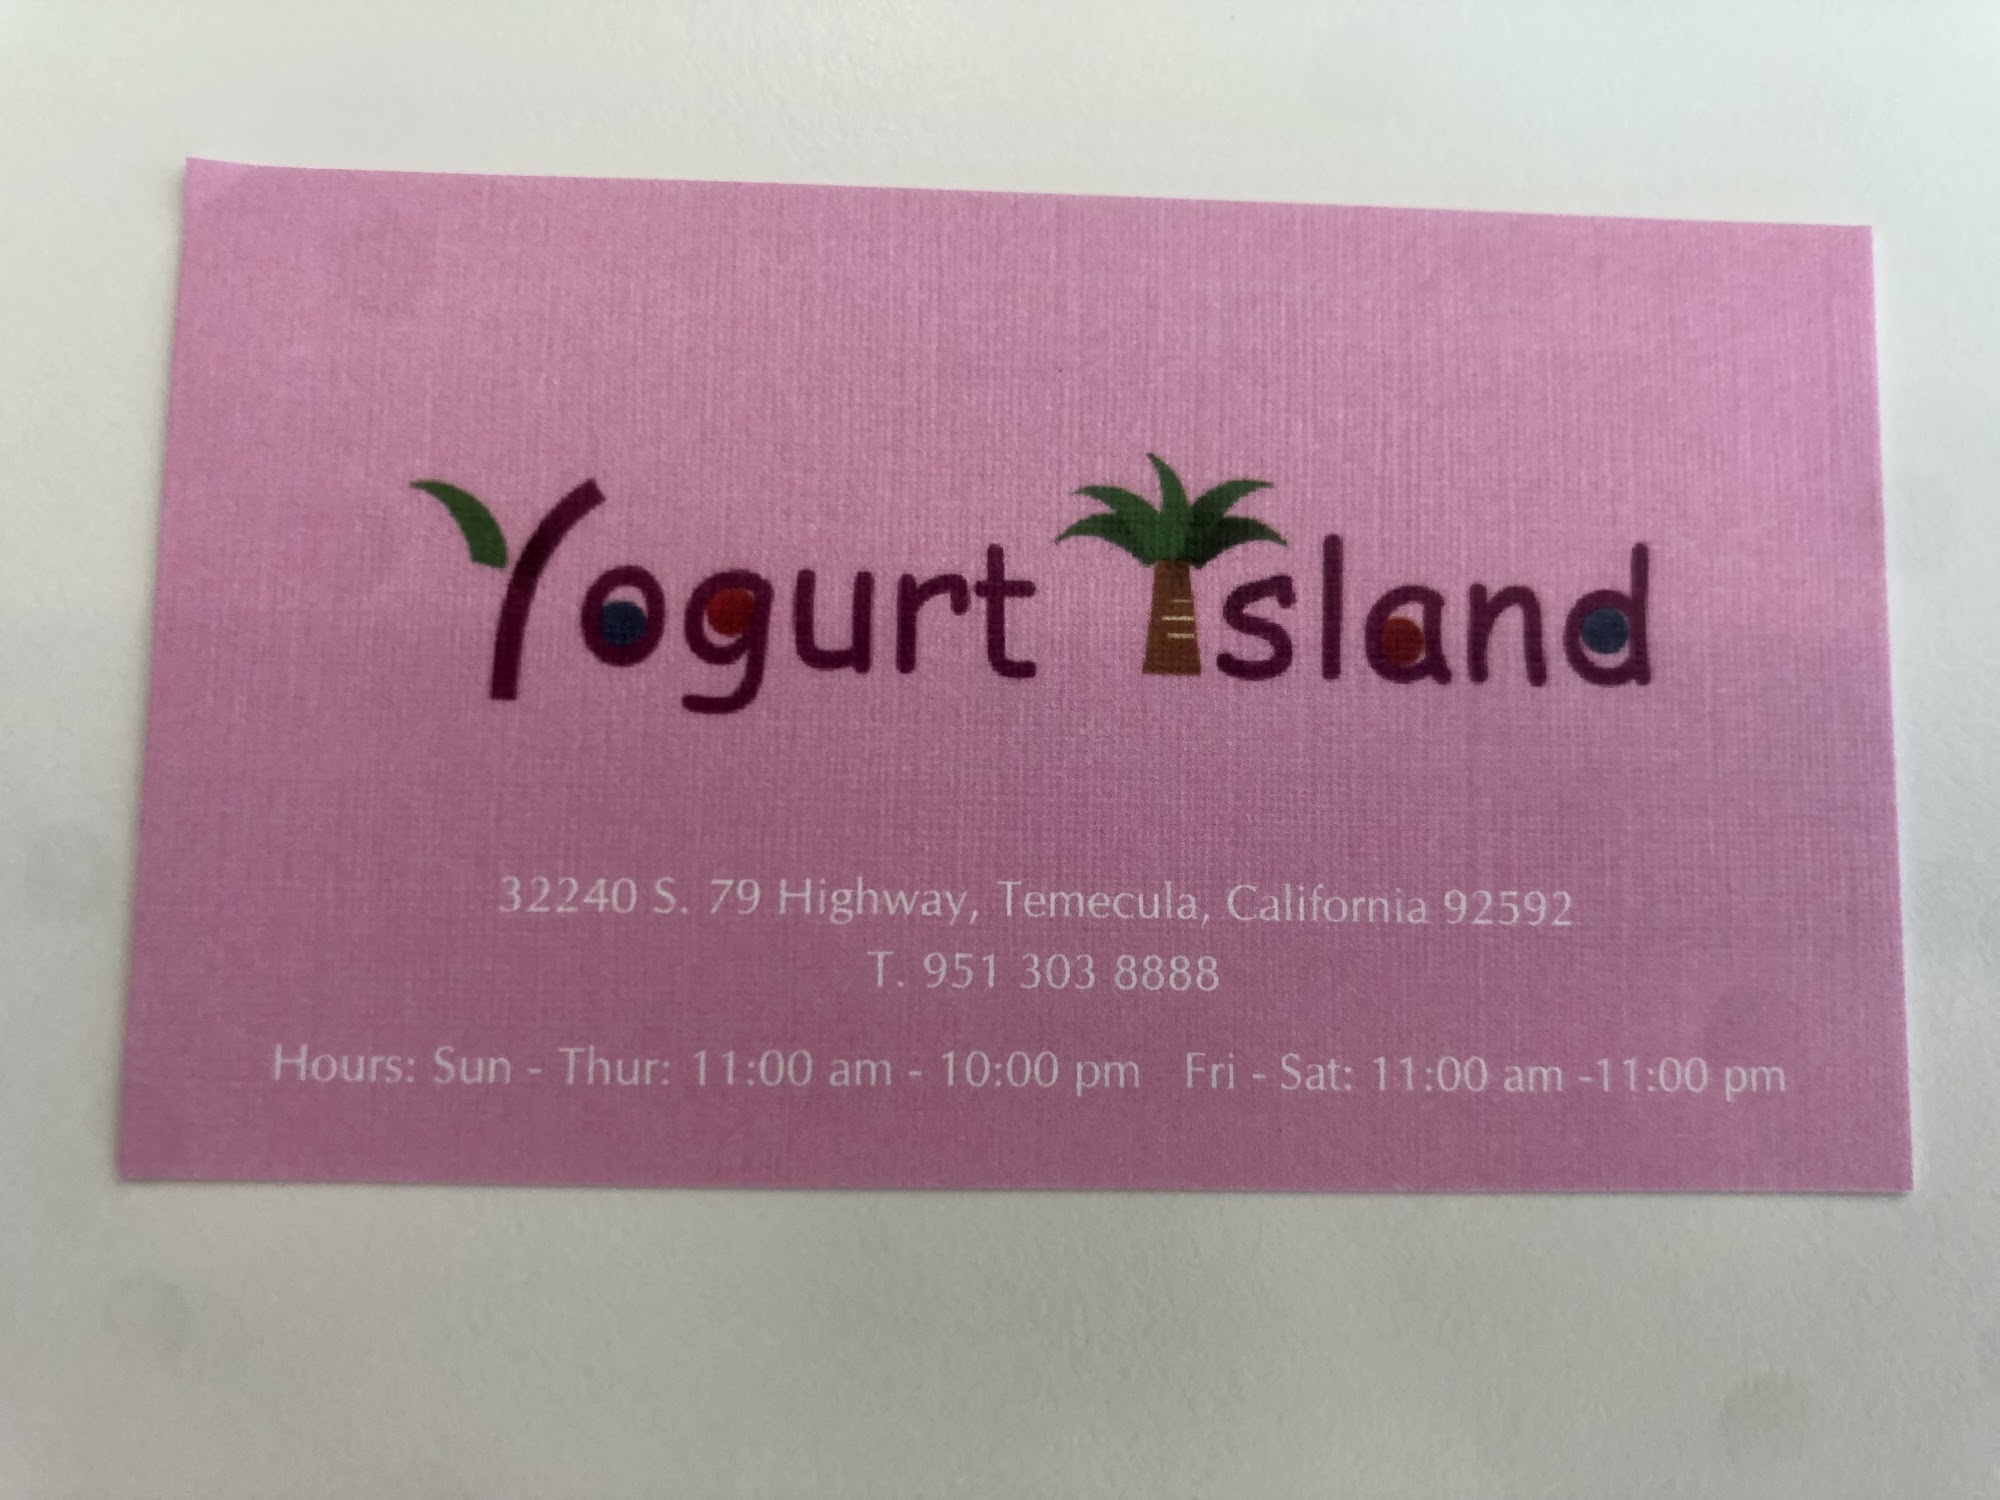 Yogurt Island
32240 S. 79 Highway, Temecula, California 92592
T. 951 303 8888
Hours: Sun - Thur: 11:00 am - 10:00 pm Fri - Sat: 11:00 am -11:00 pm